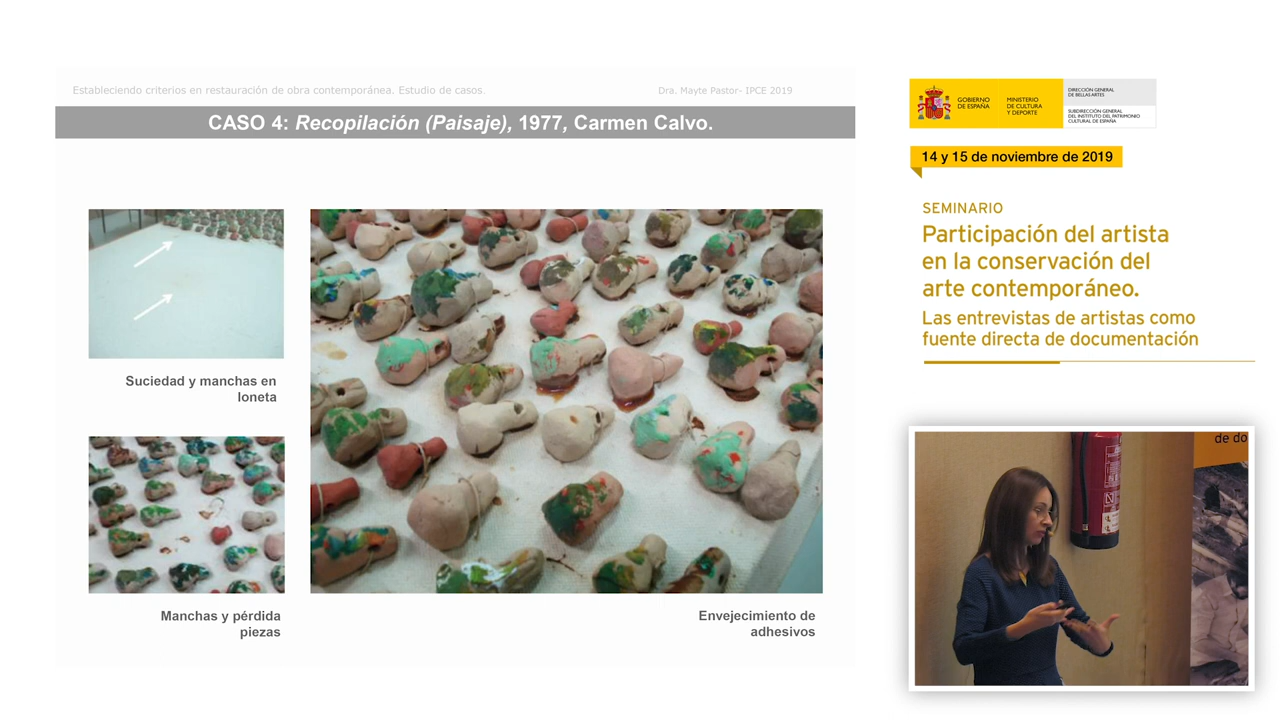 Estableciendo criterios en restauración de obra contemporánea. Estudio de casos.
Dra. Mayte Pastor- IPCE 2019
CASO 4: Recopilación (Paisaje), 1977, Carmen Calvo.
Suciedad y manchas en
loneta
Manchas y pérdida
piezas
Envejecimiento de
adhesivos
GOBIERNO
DE ESPAÑA
MINISTERIO
DE CULTURA
Y DEPORTE
DIRECCIÓN GENERAL
DE BELLAS ARTES
SUBDIRECCIÓN GENERAL
DEL INSTITUTO DEL PATRIMONIO
CULTURAL DE ESPAÑA
14 y 15 de noviembre de 2019
SEMINARIO
Participación del artista
en la conservación del
arte contemporáneo.
Las entrevistas de artistas como
fuente directa de documentación
de do